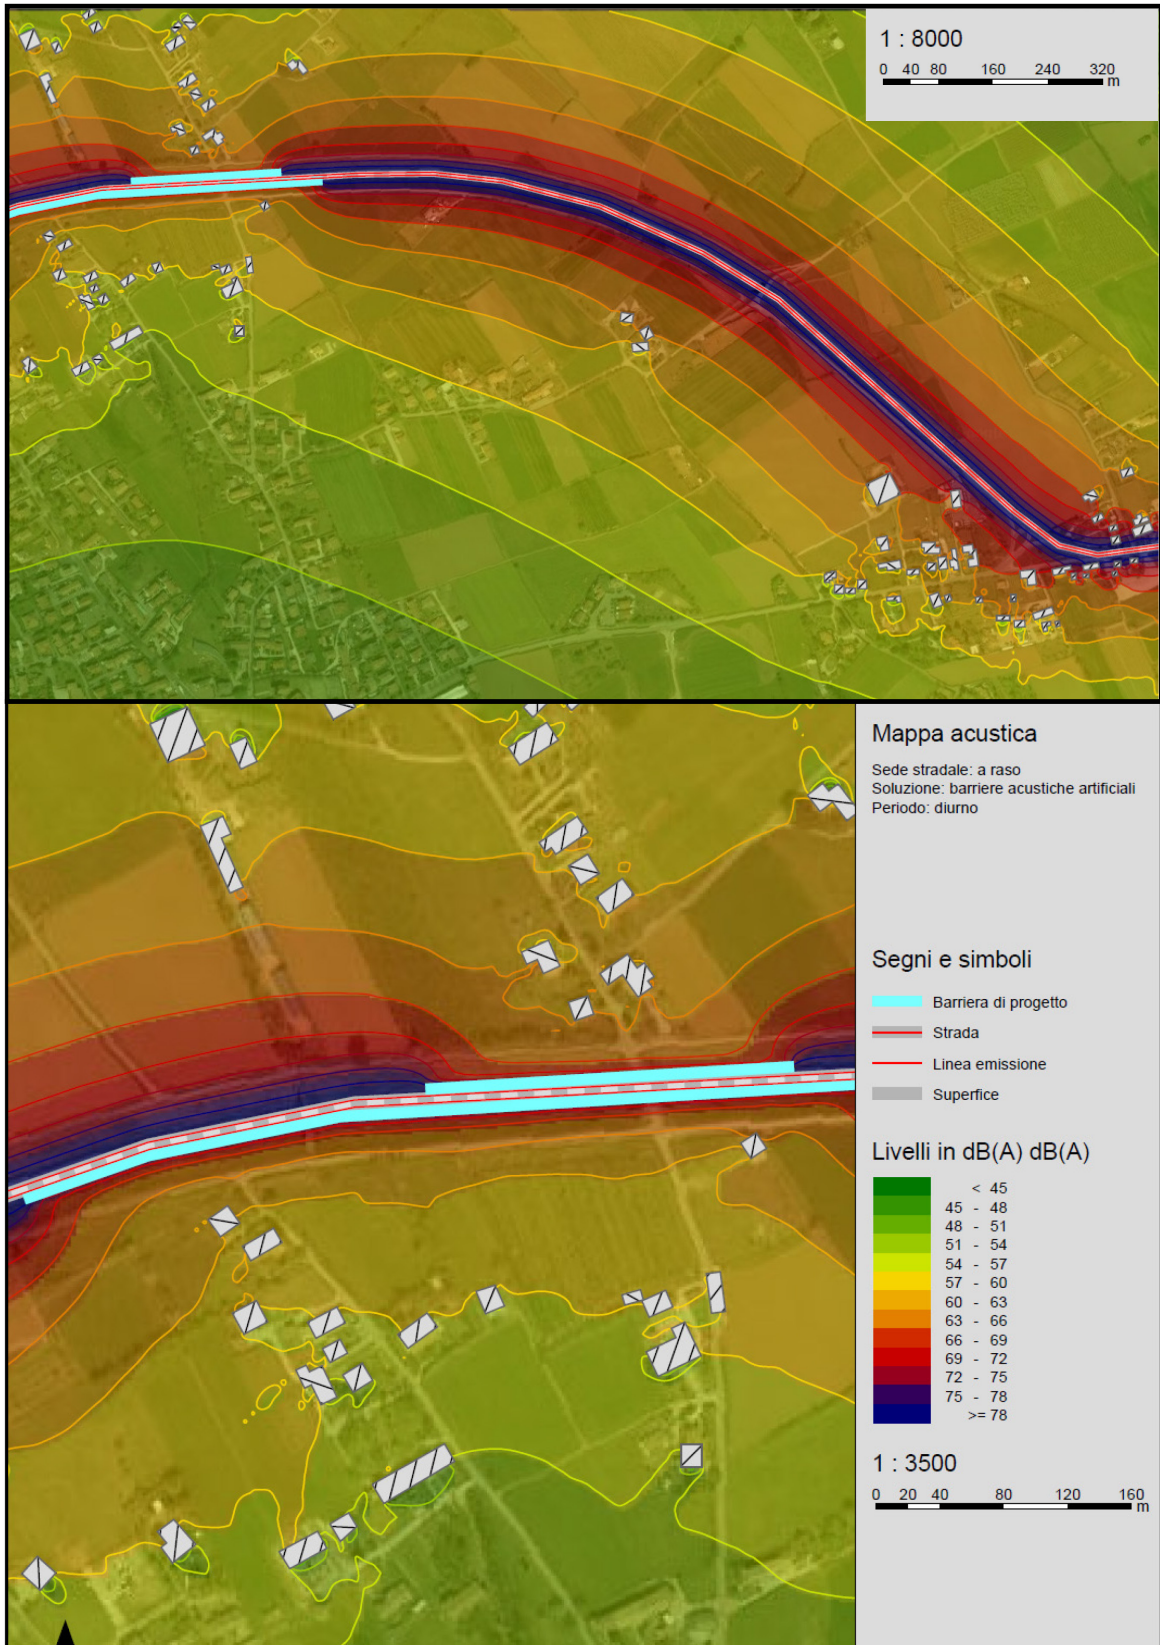 1 : 8000
0 40 80 160 240 320
m
Mappa acustica
Sede stradale: a raso
Soluzione: barriere acustiche artificiali
Periodo: diurno
Segni e simboli
Barriera di progetto
Strada
Linea emissione
Superfice
Livelli in dB(A) dB(A)
< 45
45 - 48
48 - 51
51 - 54
54 - 57
57 - 60
60 - 63
63 - 66
66 - 69
69 - 72
72 - 75
75 - 78
>= 78
1 : 3500
0 20 40 80 120 160
m